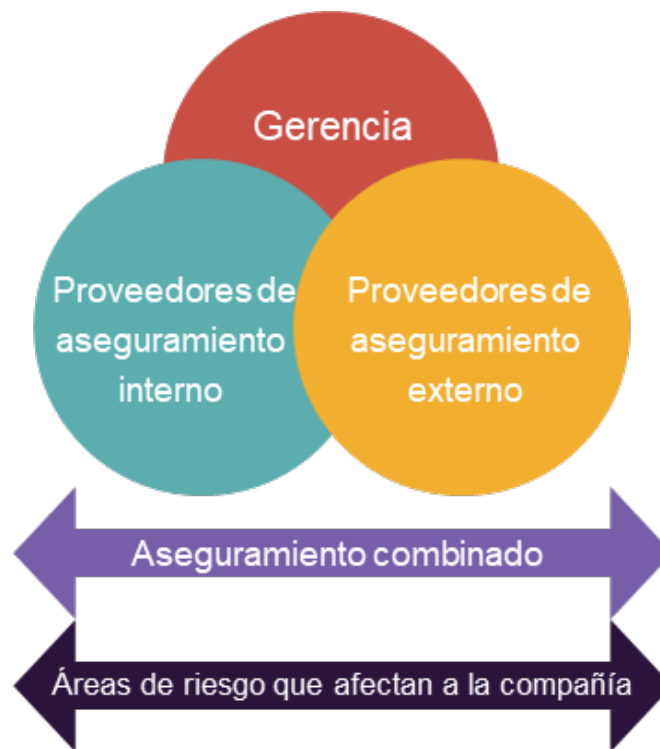 Gerencia
Proveedores de
aseguramiento
interno
Proveedores de
aseguramiento
externo
Aseguramiento combinado
Áreas de riesgo que afectan a la compañía